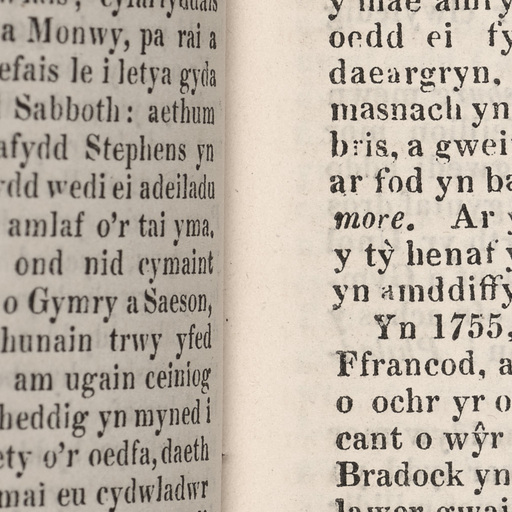 a Monwy, pa rai a
efais le i letya gyda
Sabboth: aethum
afydd Stephens yn
rdd wedi ei adeiladu
amlaf o'r tai yma,
ond nid cymaint
o Gymry a Saeson,
hunain trwy yfed
am ugain ceiniog
heddig yn myned i
ety o'r oedfa, daeth
mai eu cydwladwr
y mae amry
oedd ei fy
daeargryn.
masnach yn
bris, a gwei
ar fod yn ba
more. Ar y
y tŷ henaf y
yn amddiffy
Yn 1755,
Ffrancod, a
o ochr yr o
cant o wŷr
Bradock yn